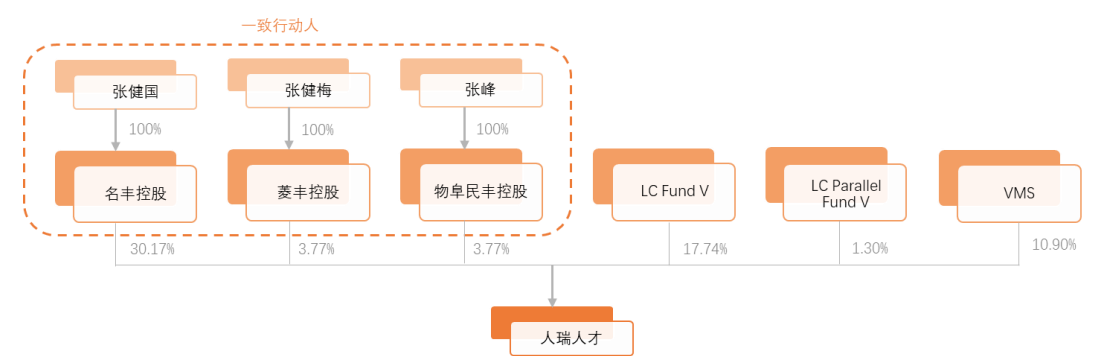 一致行动人
张健国
张健梅
张峰
100%
100%
100%
名丰控股
菱丰控股
物阜民丰控股
LC Fund V
LC Parallel
Fund V
VMS
30.17%
3.77%
3.77%
17.74%
1.30%
10.90%
人瑞人才